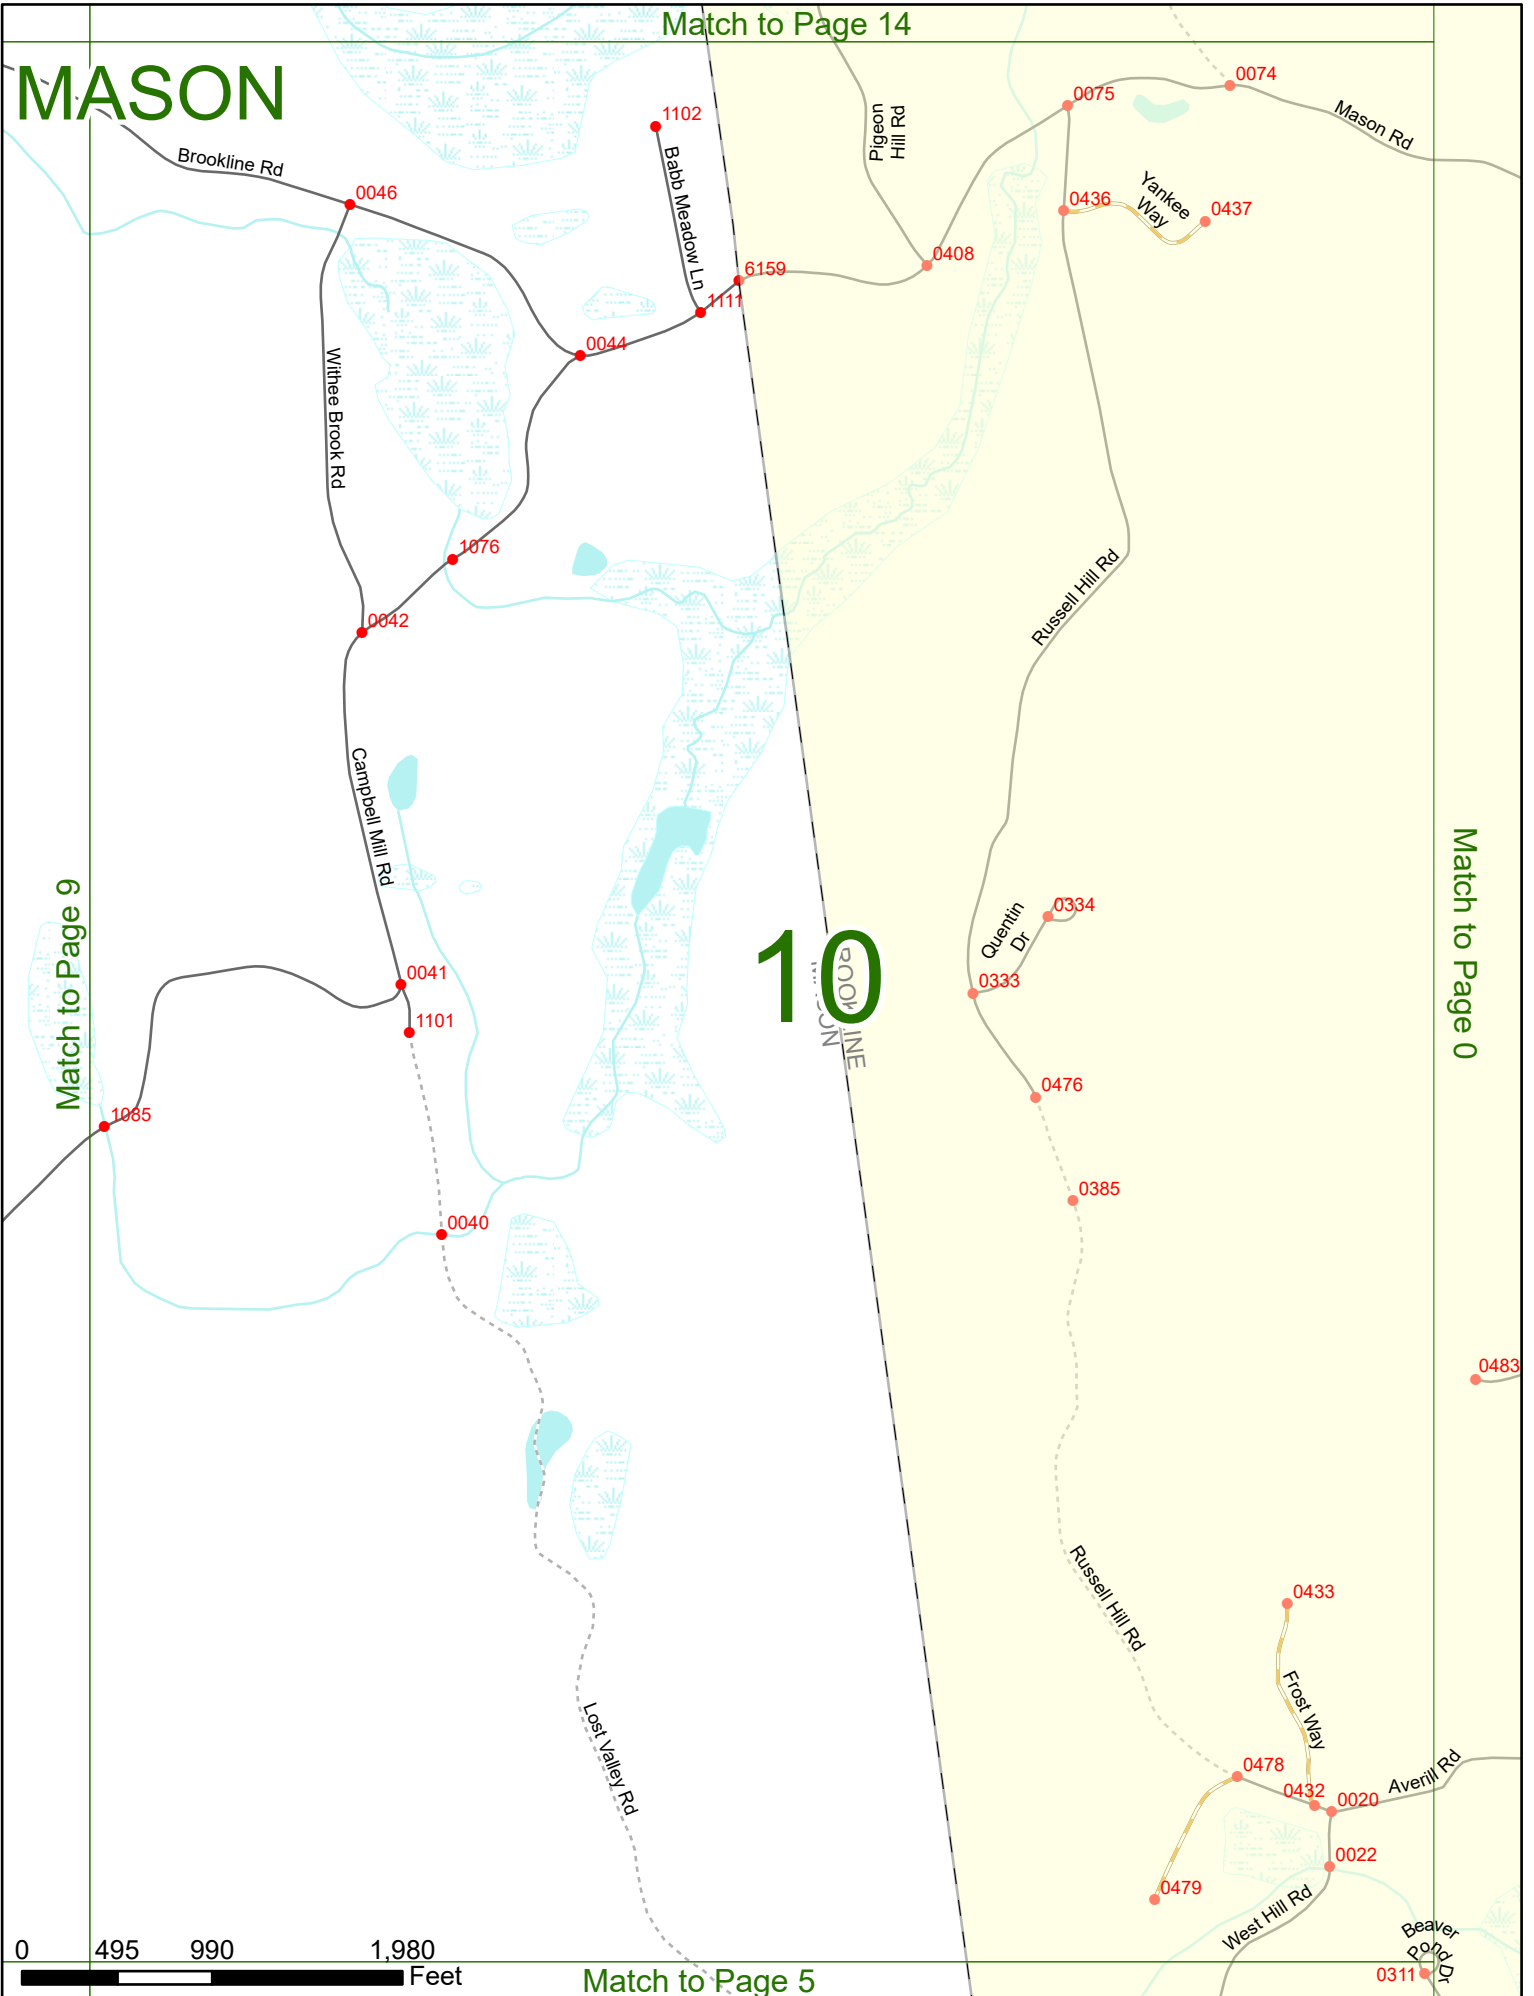 Match to Page 14
MASON
0074
0075
1102
Pigeon
Hill Rd
Mason Rd
Brookline Rd
Babb Meadow Ln
0046
0436
Yankee
Way
0437
0408
6159
1111
0044
Withee Brook Rd
1076
Russell Hill Rd
0042
Campbell Mill Rd
Match to Page 9
Match to Page 0
0334
Quentin
Dr
10
0041
0333
1101
0476
1085
0385
0040
0483
Russell Hill Rd
0433
Frost Way
Lost Valley Rd
0478
Averill Rd
0432
0020
0022
0479
West Hill Rd
Beaver
Pond
Dr
0311
0 495 990 1,980
Feet
Match to Page 5